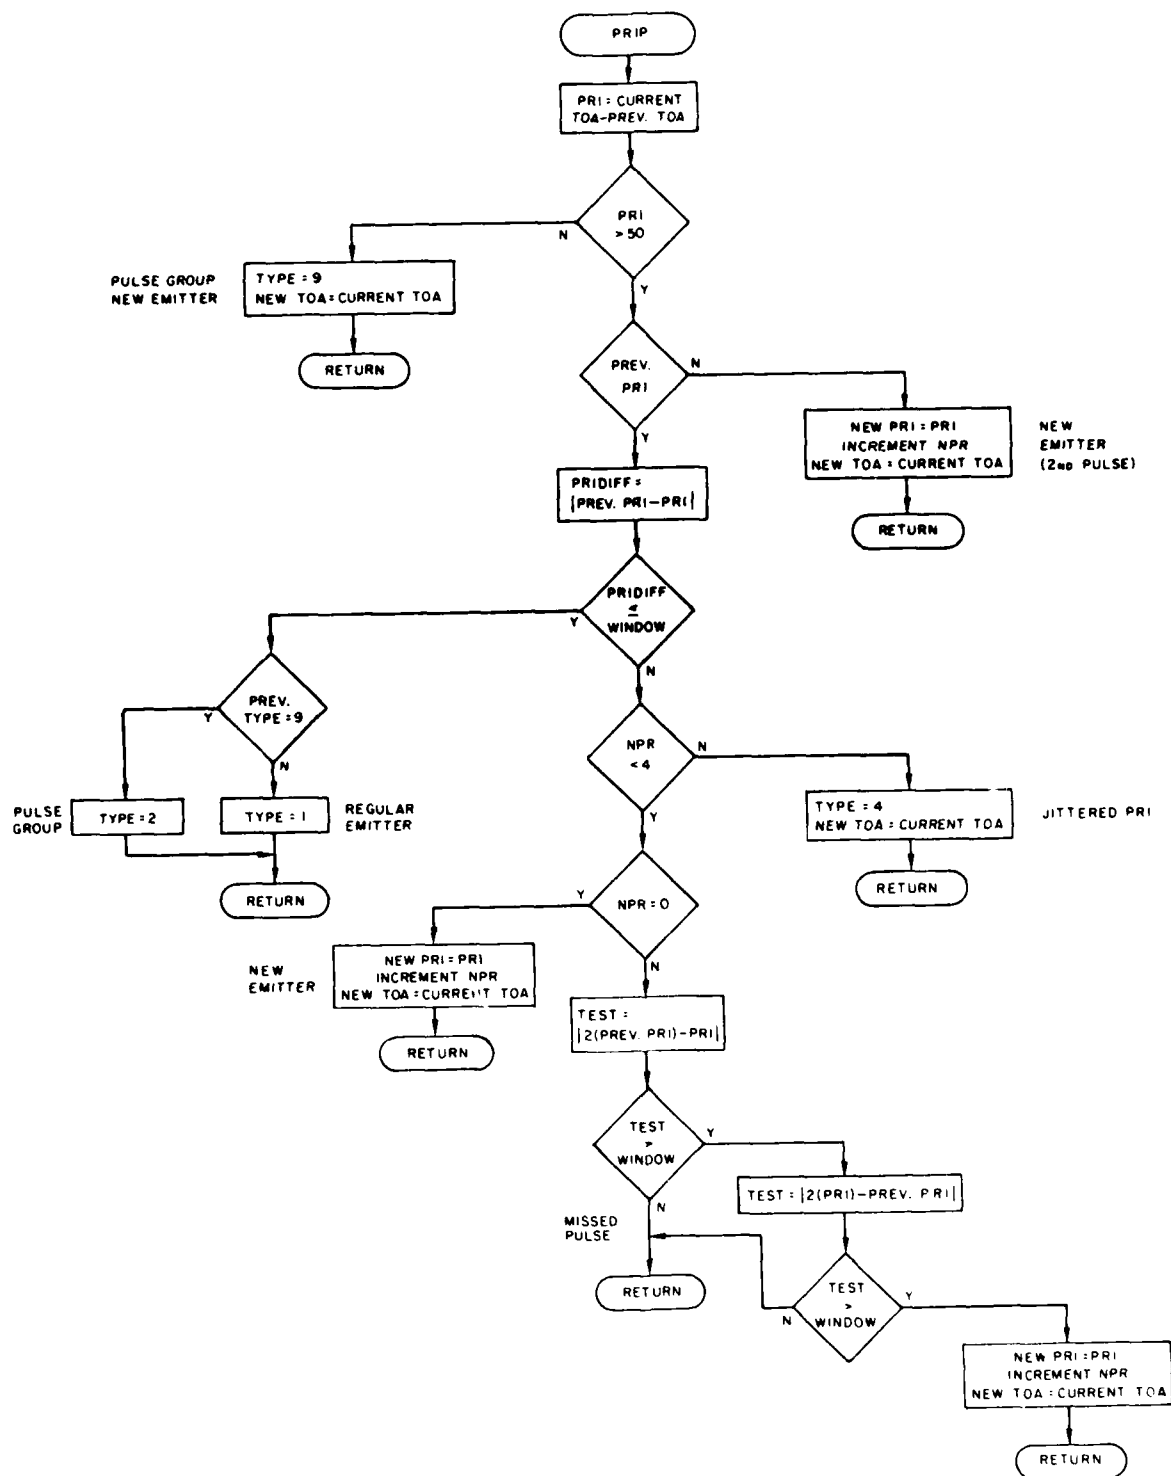 PRIP
PRI = CURRENT
TOA-PREV. TOA
PRI
> 50
N
Y
PULSE GROUP
NEW EMITTER
TYPE = 9
NEW TOA = CURRENT TOA
RETURN
PREV.
PRI
N
Y
NEW PRI = PRI
INCREMENT NPR
NEW TOA = CURRENT TOA
NEW
EMITTER
(2ND PULSE)
RETURN
PRIDIFF =
|PREV. PRI-PRI|
PRIDIFF
≤
WINDOW
Y
N
PREV.
TYPE = 9
Y
N
NPR
< 4
N
Y
PULSE
GROUP
TYPE = 2
TYPE = 1
REGULAR
EMITTER
TYPE = 4
NEW TOA = CURRENT TOA
JITTERED PRI
RETURN
RETURN
NPR = 0
Y
N
NEW
EMITTER
NEW PRI = PRI
INCREMENT NPR
NEW TOA = CURRENT TOA
RETURN
TEST =
|2(PREV. PRI)-PRI|
TEST
>
WINDOW
Y
N
TEST = |2(PRI)-PREV. PRI|
MISSED
PULSE
RETURN
TEST
>
WINDOW
N
Y
NEW PRI = PRI
INCREMENT NPR
NEW TOA = CURRENT TOA
RETURN